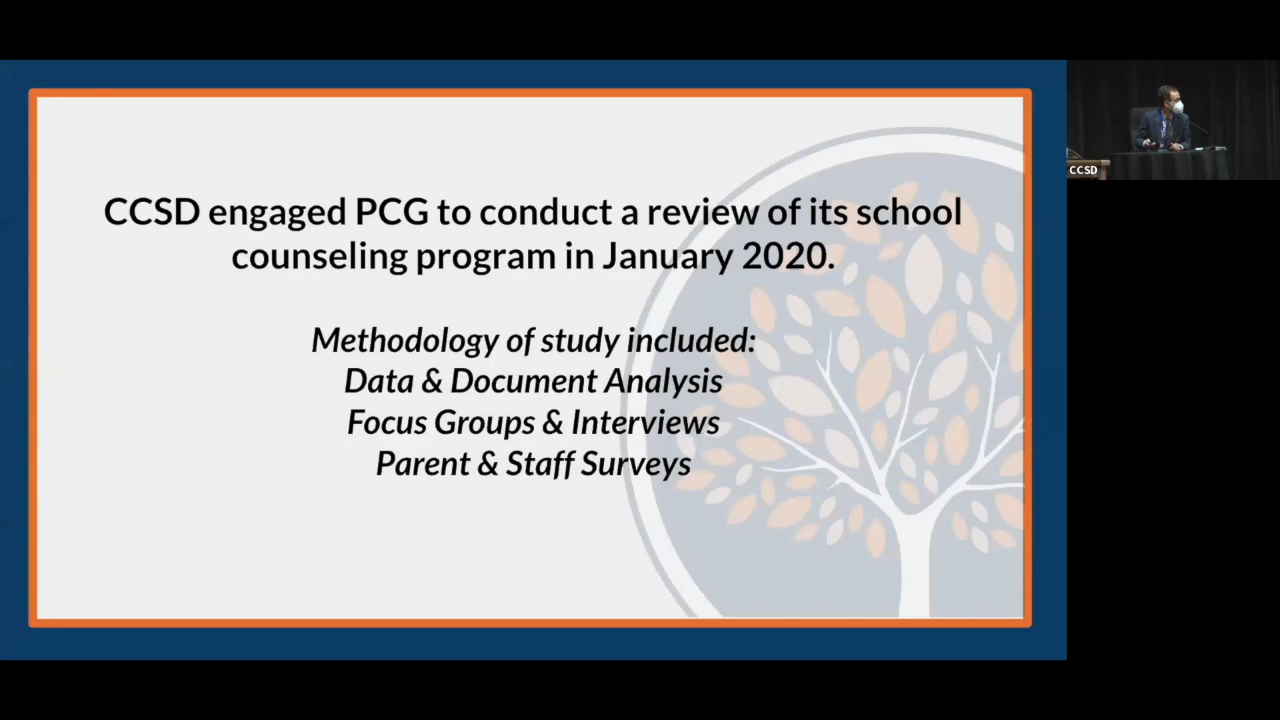 CCSD engaged PCG to conduct a review of its school
counseling program in January 2020.
Methodology of study included:
Data & Document Analysis
Focus Groups & Interviews
Parent & Staff Surveys
CCSD